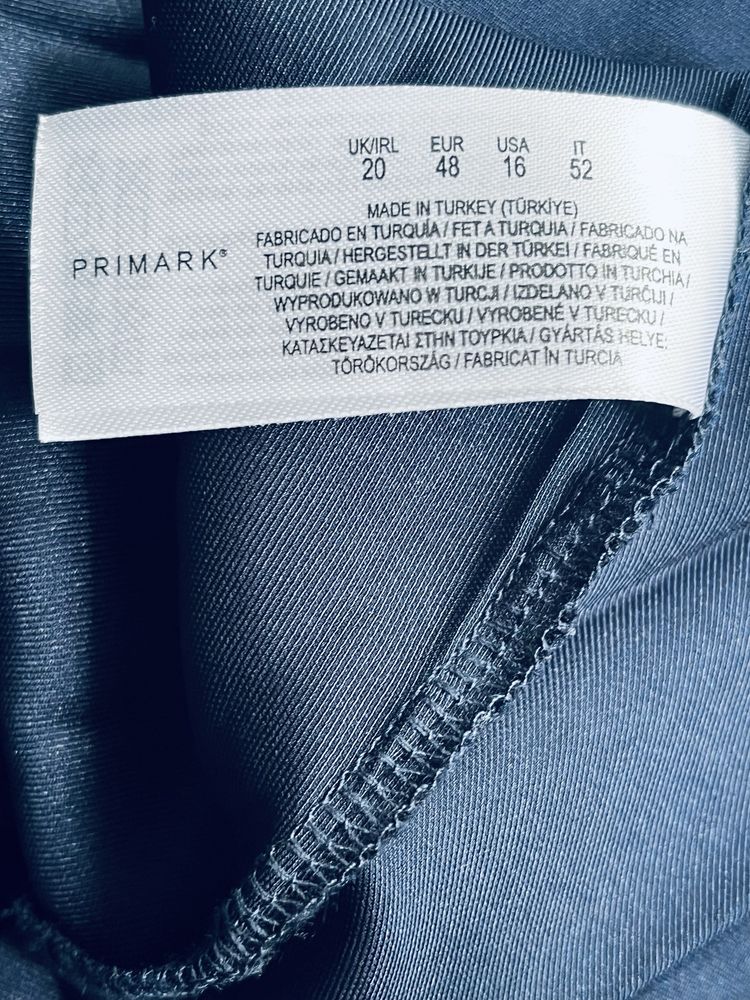 UK/IRL EUR USA IT
20 48 16 52
PRIMARK®
MADE IN TURKEY (TÜRKİYE)
FABRICADO EN TURQUÍA / FET A TURQUIA / FABRICADO NA
TURQUIA / HERGESTELLT IN DER TÜRKEI / FABRIQUÉ EN
TURQUIE / GEMAAKT IN TURKIJE / PRODOTTO IN TURCHIA /
WYPRODUKOWANO W TURCJI / IZDELANO V TURČIJI /
VYROBENO V TURECKU / VYROBENÉ V TURECKU /
ΚΑΤΑΣΚΕΥΑΖΕΤΑΙ ΣΤΗΝ ΤΟΥΡΚΙΑ / GYÁRTÁS HELYE:
TÖRÖKORSZÁG / FABRICAT ÎN TURCIA